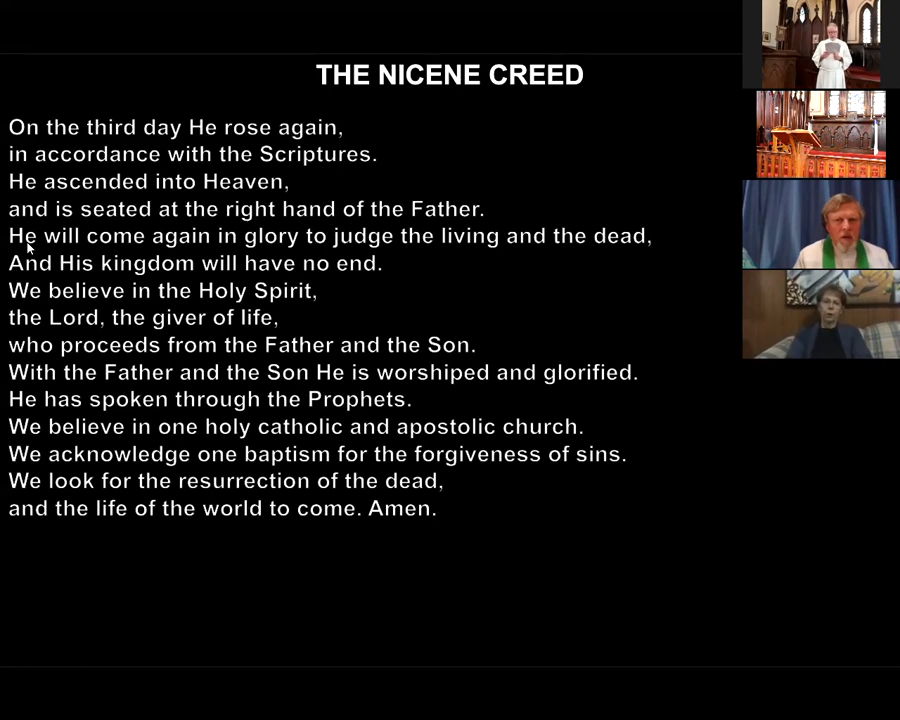 THE NICENE CREED
On the third day He rose again,
in accordance with the Scriptures.
He ascended into Heaven,
and is seated at the right hand of the Father.
He will come again in glory to judge the living and the dead,
And His kingdom will have no end.
We believe in the Holy Spirit,
the Lord, the giver of life,
who proceeds from the Father and the Son.
With the Father and the Son He is worshiped and glorified.
He has spoken through the Prophets.
We believe in one holy catholic and apostolic church.
We acknowledge one baptism for the forgiveness of sins.
We look for the resurrection of the dead,
and the life of the world to come. Amen.